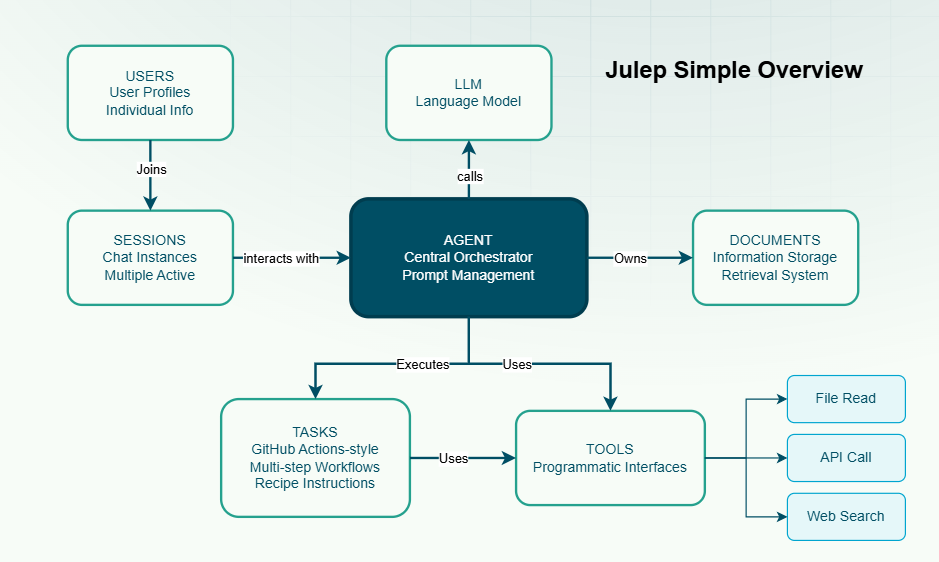 Julep Simple Overview
USERS
User Profiles
Individual Info
LLM
Language Model
Joins
calls
SESSIONS
Chat Instances
Multiple Active
interacts with
AGENT
Central Orchestrator
Prompt Management
Owns
DOCUMENTS
Information Storage
Retrieval System
Executes
Uses
TASKS
GitHub Actions-style
Multi-step Workflows
Recipe Instructions
Uses
TOOLS
Programmatic Interfaces
File Read
API Call
Web Search